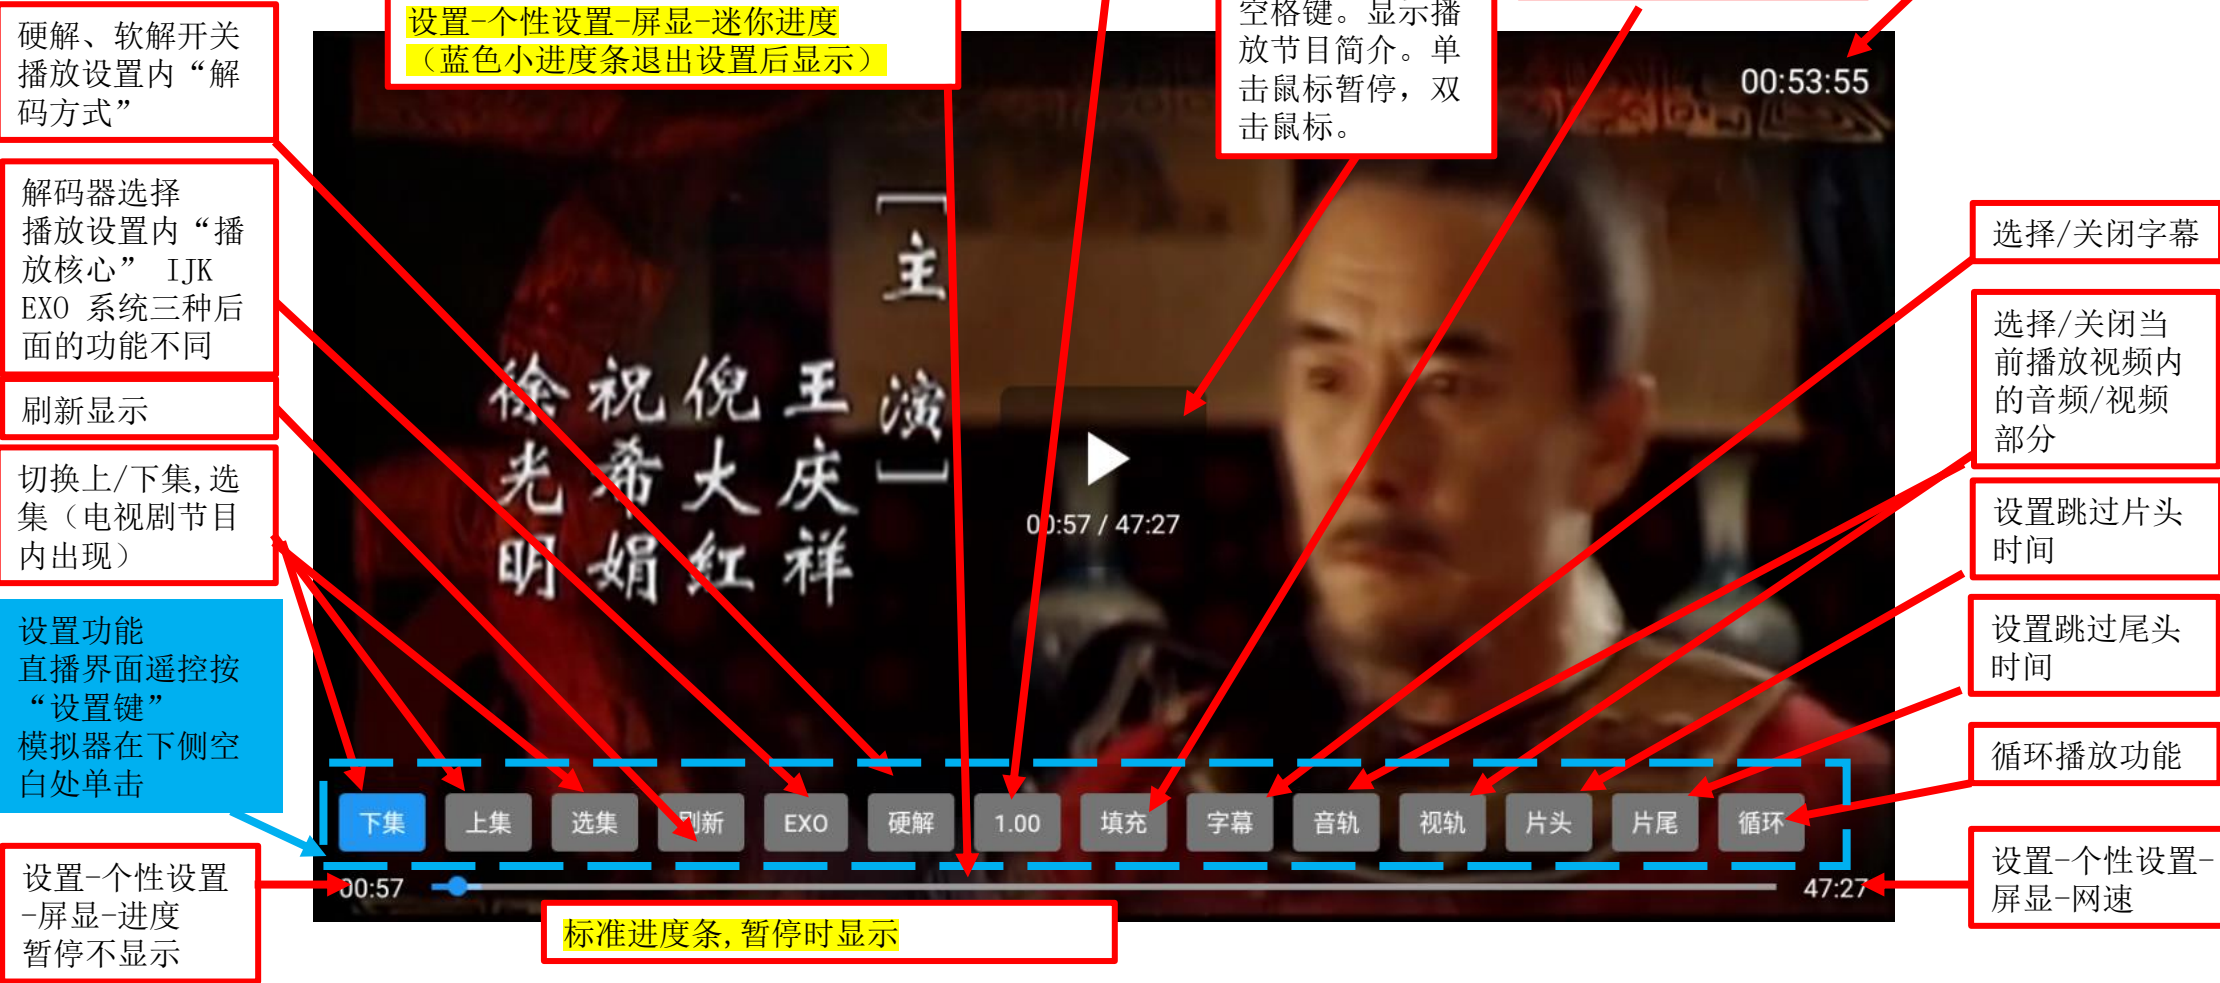 硬解、软解开关
播放设置内“解
码方式”
设置-个性设置-屏显-迷你进度
（蓝色小进度条退出设置后显示）
空格键。显示播
放节目简介。单
击鼠标暂停，双
击鼠标。
00:53:55
解码器选择
播放设置内“播
放核心” IJK
EXO 系统三种后
面的功能不同
刷新显示
切换上/下集,选
集（电视剧节目
内出现）
设置功能
直播界面遥控按
“设置键”
模拟器在下侧空
白处单击
设置-个性设置
-屏显-进度
暂停不显示
［主 演］
王庆祥
倪大红
祝希娟
徐光明
00:57 / 47:27
选择/关闭字幕
选择/关闭当
前播放视频内
的音频/视频
部分
设置跳过片头
时间
设置跳过尾头
时间
循环播放功能
设置-个性设置-
屏显-网速
下集 上集 选集 刷新 EXO 硬解 1.00 填充 字幕 音轨 视轨 片头 片尾 循环
00:57 47:27
标准进度条,暂停时显示